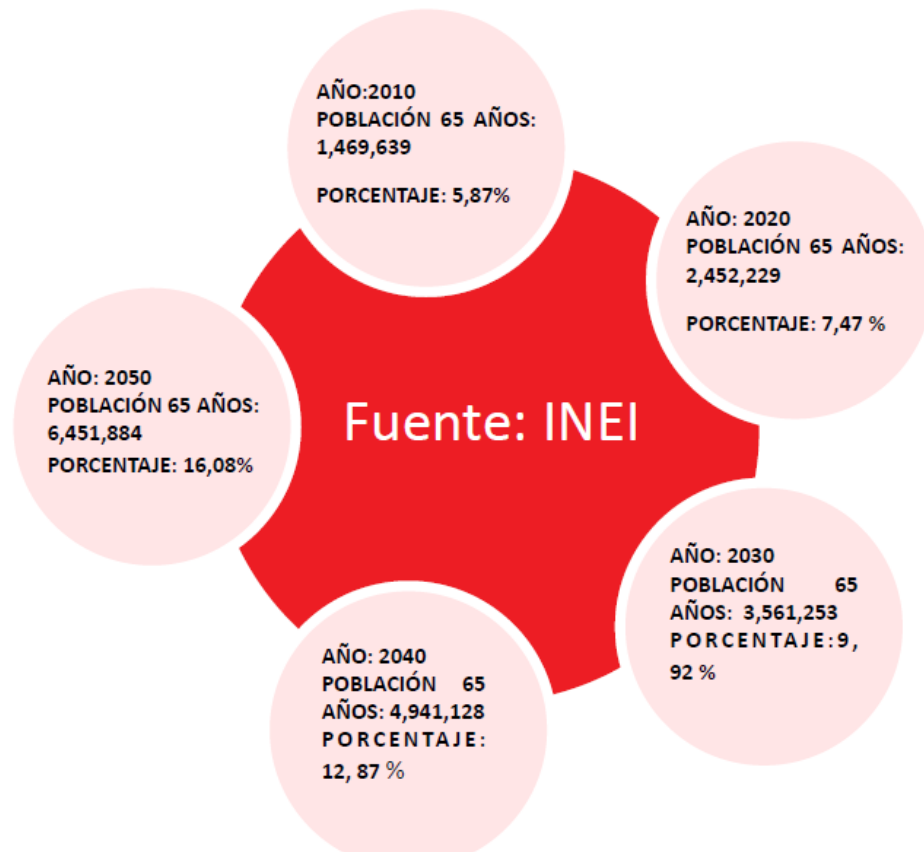 AÑO:2010
POBLACIÓN 65 AÑOS:
1,469,639
PORCENTAJE: 5,87%
AÑO: 2020
POBLACIÓN 65 AÑOS:
2,452,229
PORCENTAJE: 7,47 %
AÑO: 2050
POBLACIÓN 65 AÑOS:
6,451,884
PORCENTAJE: 16,08%
Fuente: INEI
AÑO: 2030
POBLACIÓN 65
AÑOS: 3,561,253
PORCENTAJE:9,
92 %
AÑO: 2040
POBLACIÓN 65
AÑOS: 4,941,128
PORCENTAJE:
12, 87 %